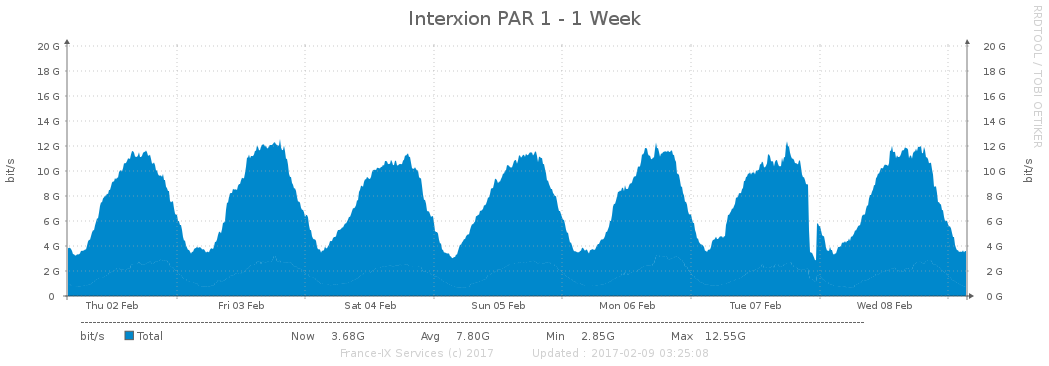 Interxion PAR 1 - 1 Week
RRDTOOL / TOBI OETIKER
bit/s
20 G 20 G
18 G 18 G
16 G 16 G
14 G 14 G
12 G 12 G
10 G 10 G
8 G 8 G
6 G 6 G
4 G 4 G
2 G 2 G
0 0 G
bit/s
Thu 02 Feb Fri 03 Feb Sat 04 Feb Sun 05 Feb Mon 06 Feb Tue 07 Feb Wed 08 Feb
bit/s Total Now 3.68G Avg 7.80G Min 2.85G Max 12.55G
France-IX Services (c) 2017 Updated : 2017-02-09 03:25:08